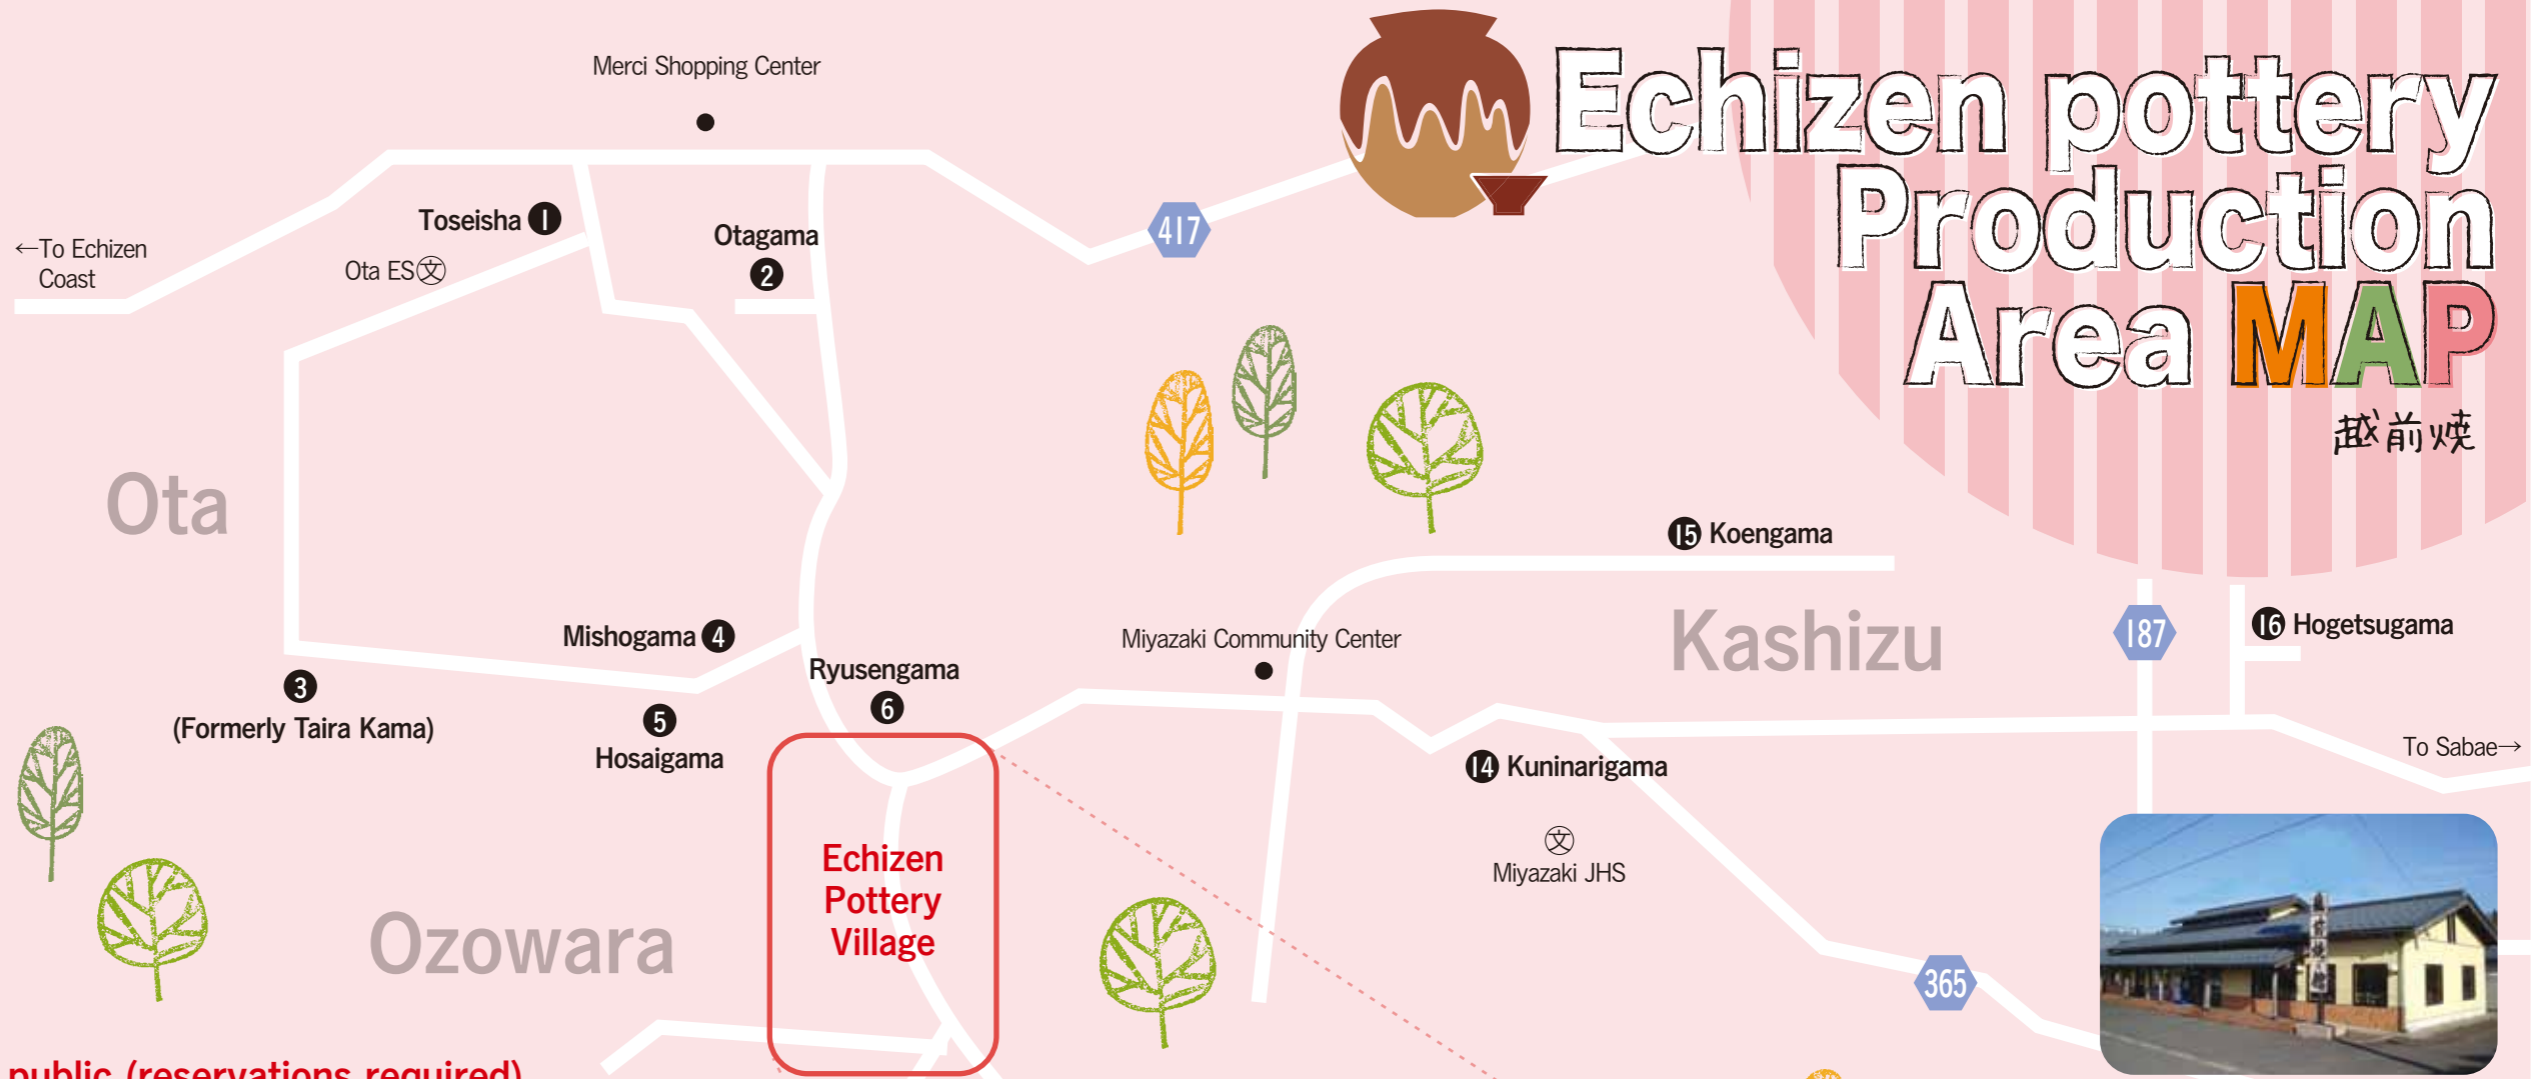 Echizen pottery
Production
Area MAP
越前焼
Merci Shopping Center
Toseisha 1
Otagama
2
417
←To Echizen
Coast
Ota ES 文
Ota
15 Koengama
Kashizu
187
16 Hogetsugama
Mishogama 4
Miyazaki Community Center
Ryusengama
6
3
(Formerly Taira Kama)
5
Hosaigama
14 Kuninarigama
To Sabae→
文
Miyazaki JHS
Echizen
Pottery
Village
Ozowara
365
public (reservations required)